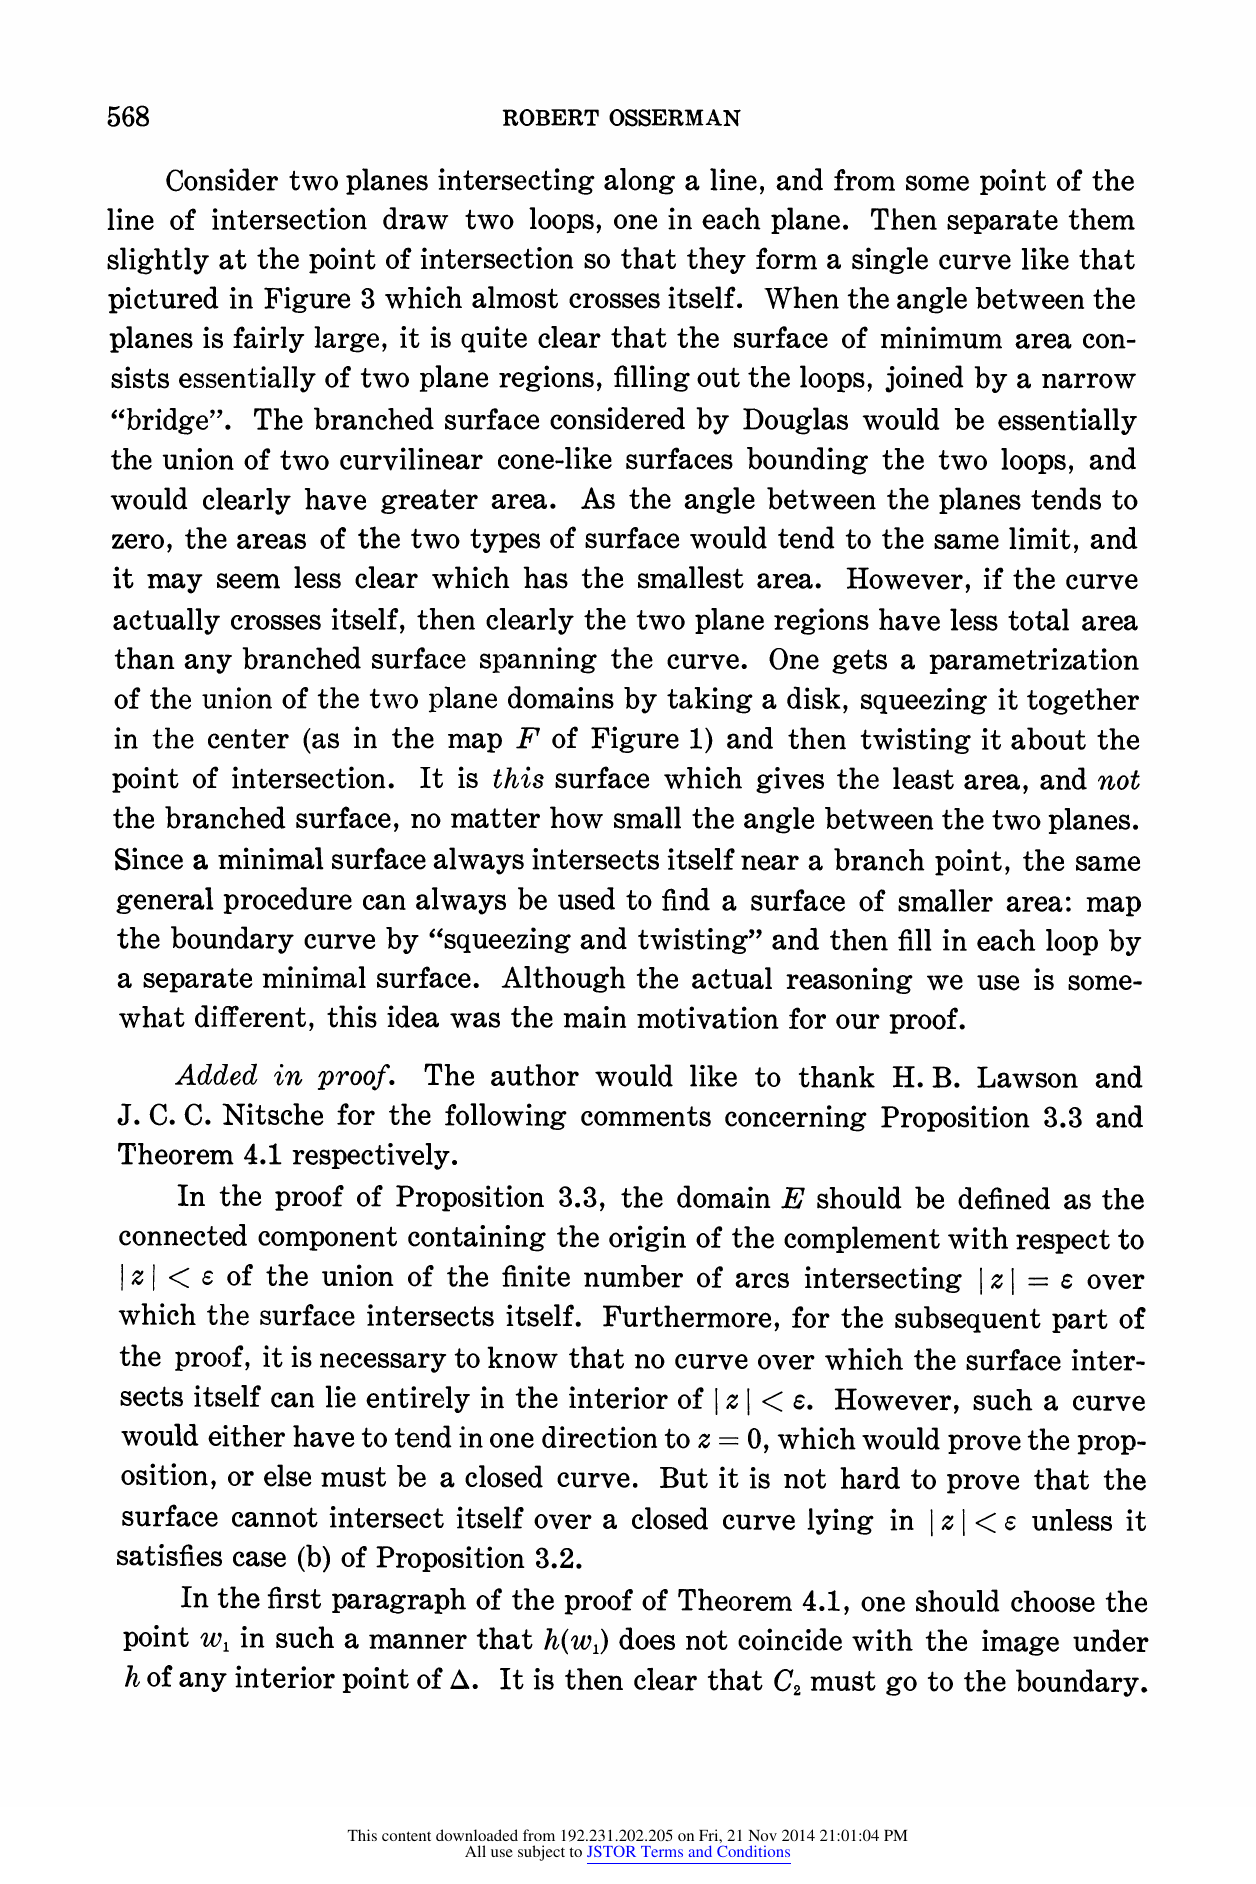 568 ROBERT OSSERMAN
Consider two planes intersecting along a line, and from some point of the
line of intersection draw two loops, one in each plane. Then separate them
slightly at the point of intersection so that they form a single curve like that
pictured in Figure 3 which almost crosses itself. When the angle between the
planes is fairly large, it is quite clear that the surface of minimum area con-
sists essentially of two plane regions, filling out the loops, joined by a narrow
“bridge”. The branched surface considered by Douglas would be essentially
the union of two curvilinear cone-like surfaces bounding the two loops, and
would clearly have greater area. As the angle between the planes tends to
zero, the areas of the two types of surface would tend to the same limit, and
it may seem less clear which has the smallest area. However, if the curve
actually crosses itself, then clearly the two plane regions have less total area
than any branched surface spanning the curve. One gets a parametrization
of the union of the two plane domains by taking a disk, squeezing it together
in the center (as in the map F of Figure 1) and then twisting it about the
point of intersection. It is this surface which gives the least area, and not
the branched surface, no matter how small the angle between the two planes.
Since a minimal surface always intersects itself near a branch point, the same
general procedure can always be used to find a surface of smaller area: map
the boundary curve by “squeezing and twisting” and then fill in each loop by
a separate minimal surface. Although the actual reasoning we use is some-
what different, this idea was the main motivation for our proof.
Added in proof. The author would like to thank H. B. Lawson and
J. C. C. Nitsche for the following comments concerning Proposition 3.3 and
Theorem 4.1 respectively.
In the proof of Proposition 3.3, the domain E should be defined as the
connected component containing the origin of the complement with respect to
|z| < ε of the union of the finite number of arcs intersecting |z| = ε over
which the surface intersects itself. Furthermore, for the subsequent part of
the proof, it is necessary to know that no curve over which the surface inter-
sects itself can lie entirely in the interior of |z| < ε. However, such a curve
would either have to tend in one direction to z = 0, which would prove the prop-
osition, or else must be a closed curve. But it is not hard to prove that the
surface cannot intersect itself over a closed curve lying in |z| < ε unless it
satisfies case (b) of Proposition 3.2.
In the first paragraph of the proof of Theorem 4.1, one should choose the
point w₁ in such a manner that h(w₁) does not coincide with the image under
h of any interior point of Δ. It is then clear that C₂ must go to the boundary.
This content downloaded from 192.231.202.205 on Fri, 21 Nov 2014 21:01:04 PM
All use subject to JSTOR Terms and Conditions